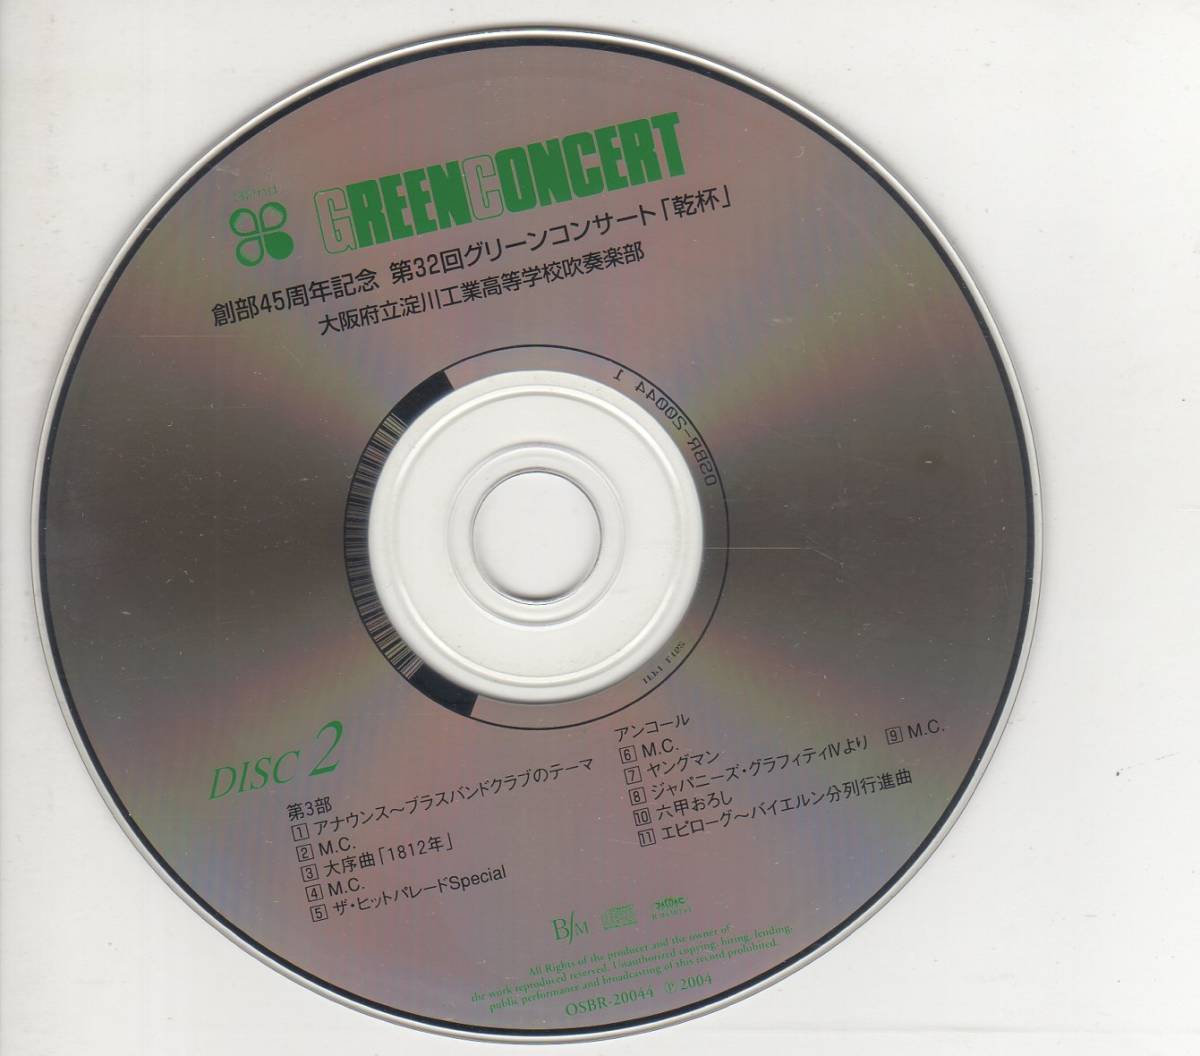 GREENCONCERT
創部45周年記念 第32回グリーンコンサート「乾杯」
大阪府立淀川工業高等学校吹奏楽部
OSBR-20044 1
DISC 2
第3部
1 アナウンス〜ブラスバンドクラブのテーマ
2 M.C.
3 大序曲「1812年」
4 M.C.
5 ザ・ヒットパレードSpecial
アンコール
6 M.C.
7 ヤングマン
8 ジャパニーズ・グラフィティⅣより 9 M.C.
10 六甲おろし
11 エピローグ〜バイエルン分列行進曲
B/M
All Rights of the producer and the owner of
the work reproduced reserved. Unauthorized copying, hiring, lending,
public performance and broadcasting of this record prohibited.
OSBR-20044 Ⓟ 2004